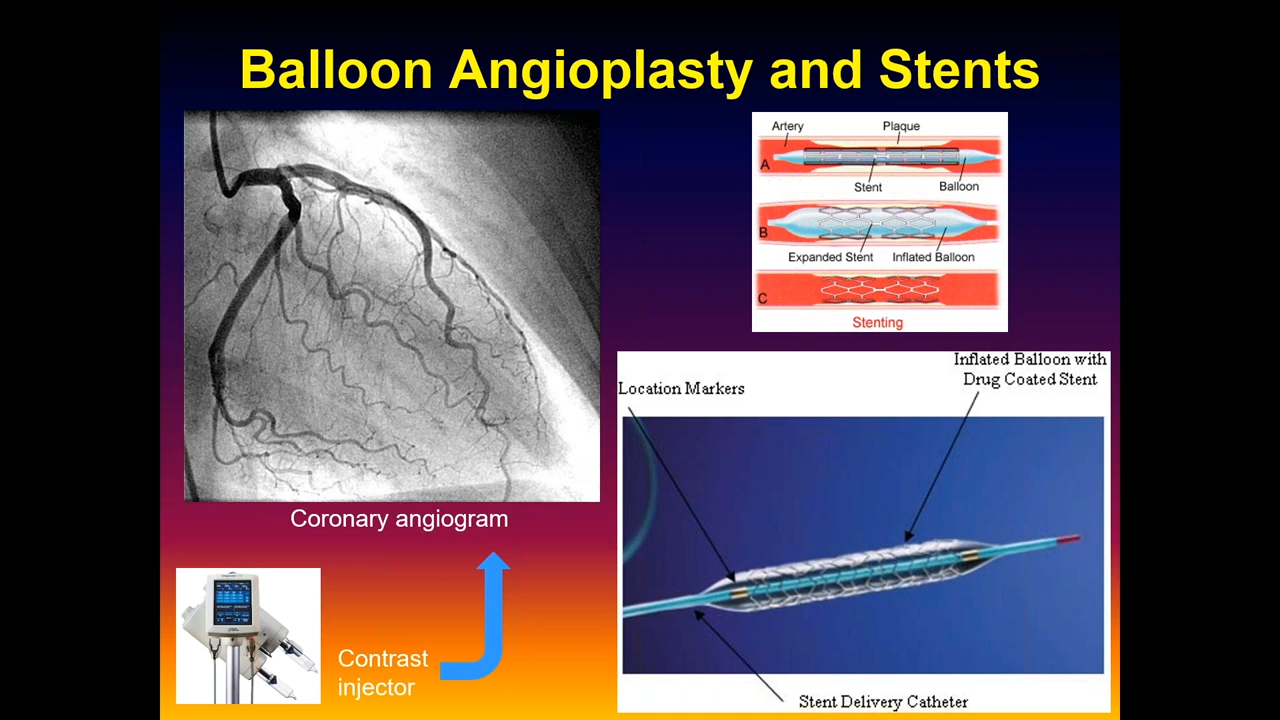 Balloon Angioplasty and Stents
Coronary angiogram
Contrast
injector
Artery
Plaque
A
Stent
Balloon
B
Expanded Stent
Inflated Balloon
C
Stenting
Inflated Balloon with
Drug Coated Stent
Location Markers
Stent Delivery Catheter